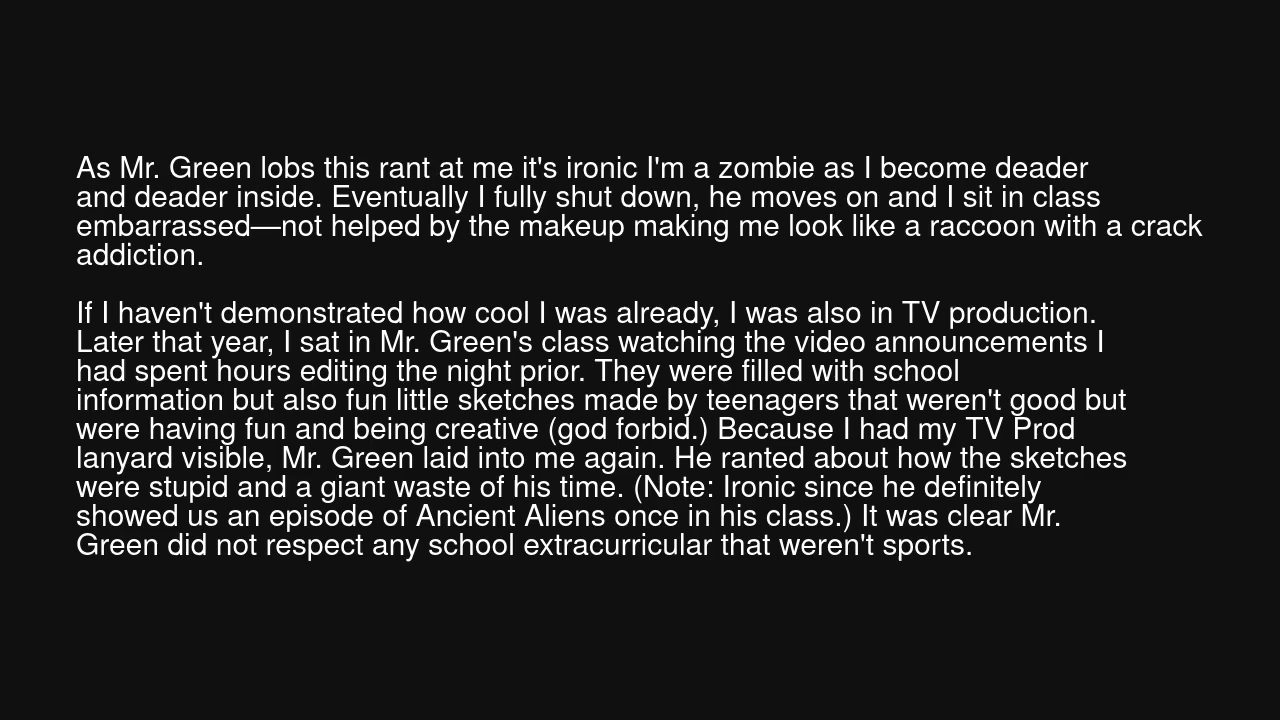 As Mr. Green lobs this rant at me it's ironic I'm a zombie as I become deader
and deader inside. Eventually I fully shut down, he moves on and I sit in class
embarrassed—not helped by the makeup making me look like a raccoon with a crack
addiction.
If I haven't demonstrated how cool I was already, I was also in TV production.
Later that year, I sat in Mr. Green's class watching the video announcements I
had spent hours editing the night prior. They were filled with school
information but also fun little sketches made by teenagers that weren't good but
were having fun and being creative (god forbid.) Because I had my TV Prod
lanyard visible, Mr. Green laid into me again. He ranted about how the sketches
were stupid and a giant waste of his time. (Note: Ironic since he definitely
showed us an episode of Ancient Aliens once in his class.) It was clear Mr.
Green did not respect any school extracurricular that weren't sports.